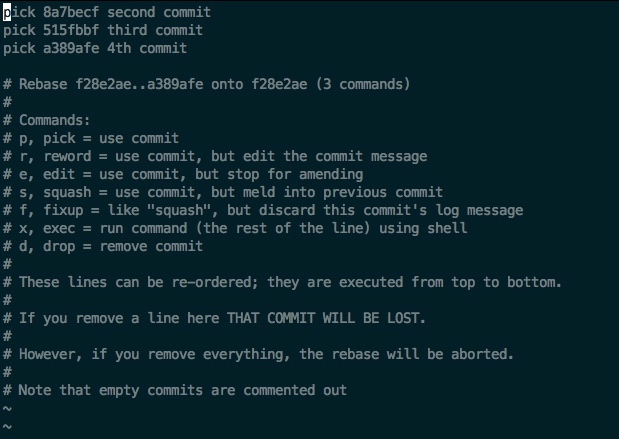 pick 8a7becf second commit
pick 515fbbf third commit
pick a389afe 4th commit

# Rebase f28e2ae..a389afe onto f28e2ae (3 commands)
#
# Commands:
# p, pick = use commit
# r, reword = use commit, but edit the commit message
# e, edit = use commit, but stop for amending
# s, squash = use commit, but meld into previous commit
# f, fixup = like "squash", but discard this commit's log message
# x, exec = run command (the rest of the line) using shell
# d, drop = remove commit
#
# These lines can be re-ordered; they are executed from top to bottom.
#
# If you remove a line here THAT COMMIT WILL BE LOST.
#
# However, if you remove everything, the rebase will be aborted.
#
# Note that empty commits are commented out
~
~